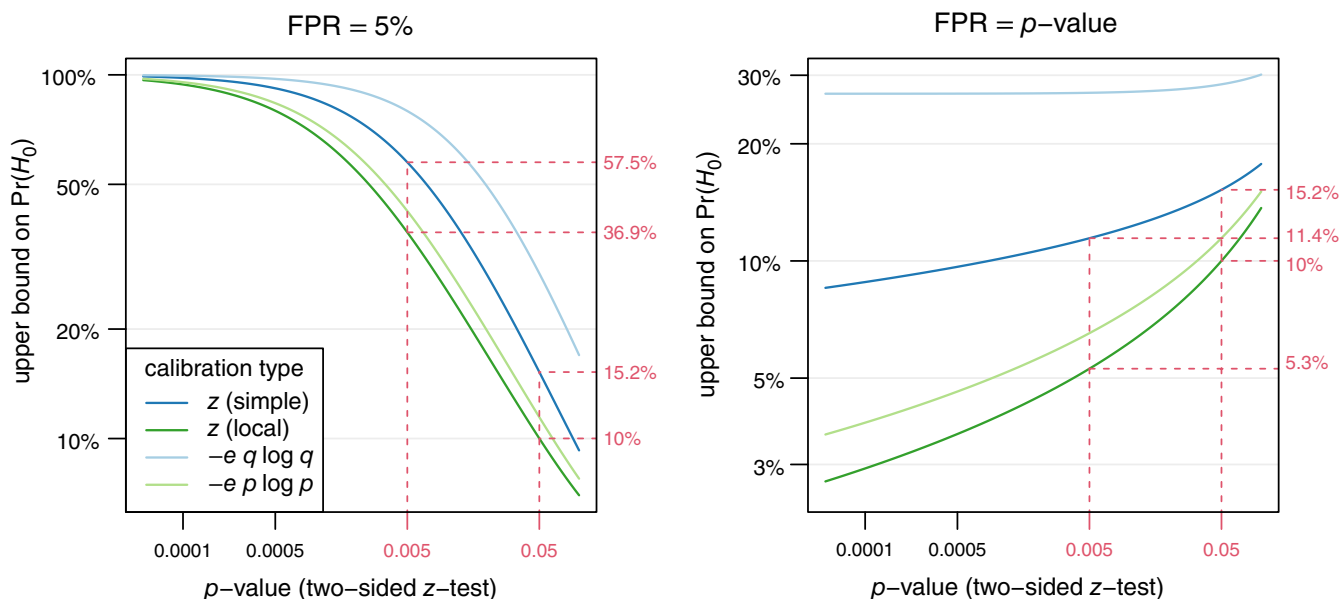 FPR = 5%
upper bound on Pr(H₀)
100%
50%
20%
10%
57.5%
36.9%
15.2%
10%
calibration type
z (simple)
z (local)
−e q log q
−e p log p
0.0001
0.0005
0.005
0.05
p−value (two−sided z−test)
FPR = p−value
upper bound on Pr(H₀)
30%
20%
10%
5%
3%
15.2%
11.4%
10%
5.3%
0.0001
0.0005
0.005
0.05
p−value (two−sided z−test)